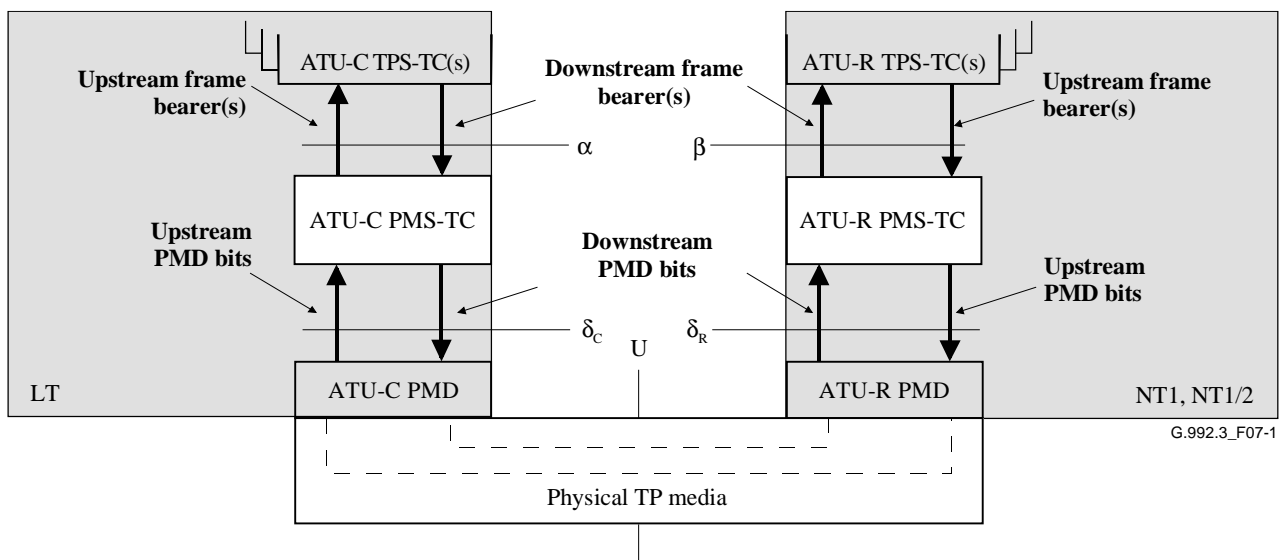 ATU-C TPS-TC(s)
ATU-R TPS-TC(s)
Upstream frame
bearer(s)
Downstream frame
bearer(s)
Upstream frame
bearer(s)
α
β
ATU-C PMS-TC
ATU-R PMS-TC
Upstream
PMD bits
Downstream
PMD bits
Upstream
PMD bits
δC
δR
U
LT
ATU-C PMD
ATU-R PMD
NT1, NT1/2
G.992.3_F07-1
Physical TP media